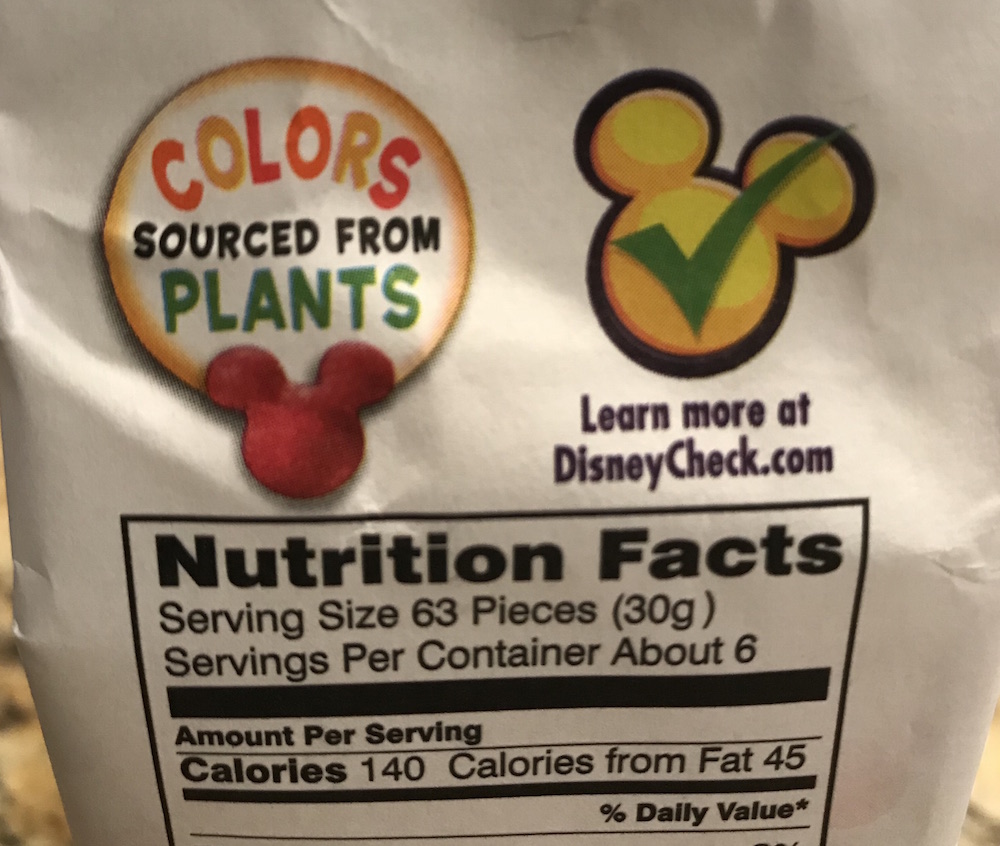 COLORS
SOURCED FROM
PLANTS
Learn more at
DisneyCheck.com
Nutrition Facts
Serving Size 63 Pieces (30g)
Servings Per Container About 6
Amount Per Serving
Calories 140 Calories from Fat 45
% Daily Value*